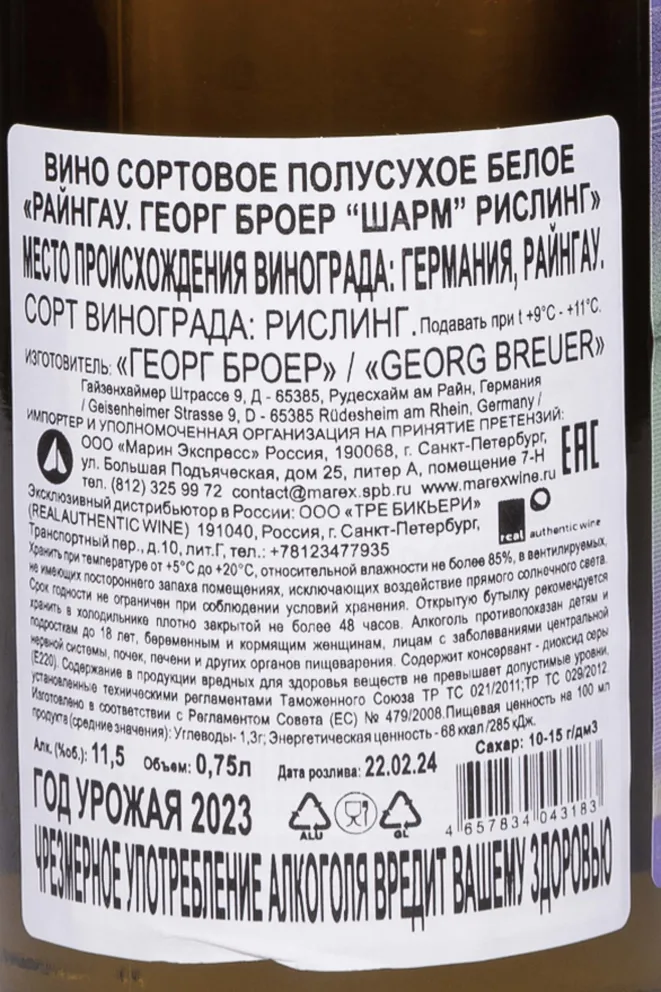 ВИНО СОРТОВОЕ ПОЛУСУХОЕ БЕЛОЕ
«РАЙНГАУ. ГЕОРГ БРОЕР “ШАРМ” РИСЛИНГ»
МЕСТО ПРОИСХОЖДЕНИЯ ВИНОГРАДА: ГЕРМАНИЯ, РАЙНГАУ.
СОРТ ВИНОГРАДА: РИСЛИНГ. Подавать при t +9°C - +11°C.
ИЗГОТОВИТЕЛЬ: «ГЕОРГ БРОЕР» / «GEORG BREUER»
Гайзенхаймер Штрассе 9, Д - 65385, Рудесхайм ам Райн, Германия
/ Geisenheimer Strasse 9, D - 65385 Rüdesheim am Rhein, Germany /
ИМПОРТЕР И УПОЛНОМОЧЕННАЯ ОРГАНИЗАЦИЯ НА ПРИНЯТИЕ ПРЕТЕНЗИЙ:
ООО «Марин Экспресс» Россия, 190068, г. Санкт-Петербург,
ул. Большая Подъяческая, дом 25, литер А, помещение 7-Н
тел. (812) 325 99 72 contact@marex.spb.ru www.marexwine.ru
EAC
Эксклюзивный дистрибьютор в России: ООО «ТРЕ БИКЬЕРИ»
(REALAUTHENTIC WINE) 191040, Россия, г. Санкт-Петербург,
Транспортный пер., д.10, лит.Г, тел.: +78123477935
real authentic wine
Хранить при температуре от +5°C до +20°C, относительной влажности не более 85%, в вентилируемых,
не имеющих постороннего запаха помещениях, исключающих воздействие прямого солнечного света.
Срок годности не ограничен при соблюдении условий хранения. Открытую бутылку рекомендуется
хранить в холодильнике плотно закрытой не более 48 часов. Алкоголь противопоказан детям и
подросткам до 18 лет, беременным и кормящим женщинам, лицам с заболеваниями центральной
нервной системы, почек, печени и других органов пищеварения. Содержит консервант - диоксид серы
(Е220). Содержание в продукции вредных для здоровья веществ не превышает допустимые уровни,
установленные техническими регламентами Таможенного Союза ТР ТС 021/2011;ТР ТС 029/2012.
Изготовлено в соответствии с Регламентом Совета (ЕС) № 479/2008.Пищевая ценность на 100 мл
продукта (средние значения): Углеводы- 1,3г; Энергетическая ценность - 68 ккал /285 кДж.
Алк. (%об.): 11,5 Объем: 0,75л Дата розлива: 22.02.24 Сахар: 10-15 г/дм3
ГОД УРОЖАЯ 2023
ALU GL
4 657834 043183
ЧРЕЗМЕРНОЕ УПОТРЕБЛЕНИЕ АЛКОГОЛЯ ВРЕДИТ ВАШЕМУ ЗДОРОВЬЮ